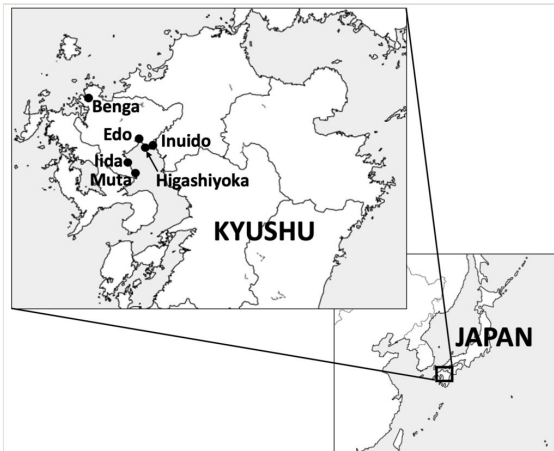 Benga
Edo
Inuido
Iida
Muta
Higashiyoka
KYUSHU
JAPAN